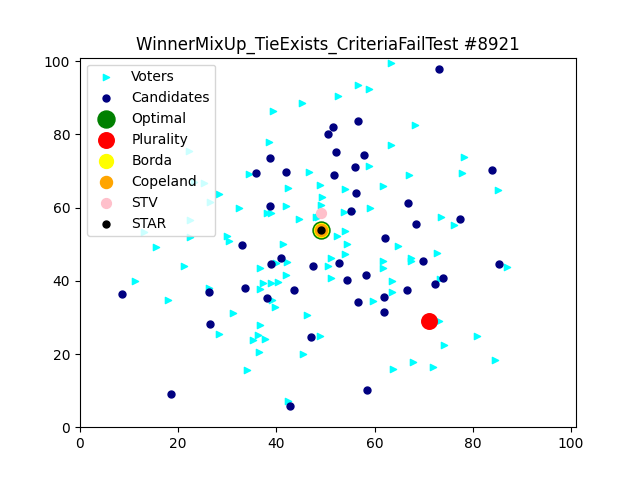 WinnerMixUp_TieExists_CriteriaFailTest #8921
Voters
Candidates
Optimal
Plurality
Borda
Copeland
STV
STAR
100
80
60
40
20
0
0 20 40 60 80 100